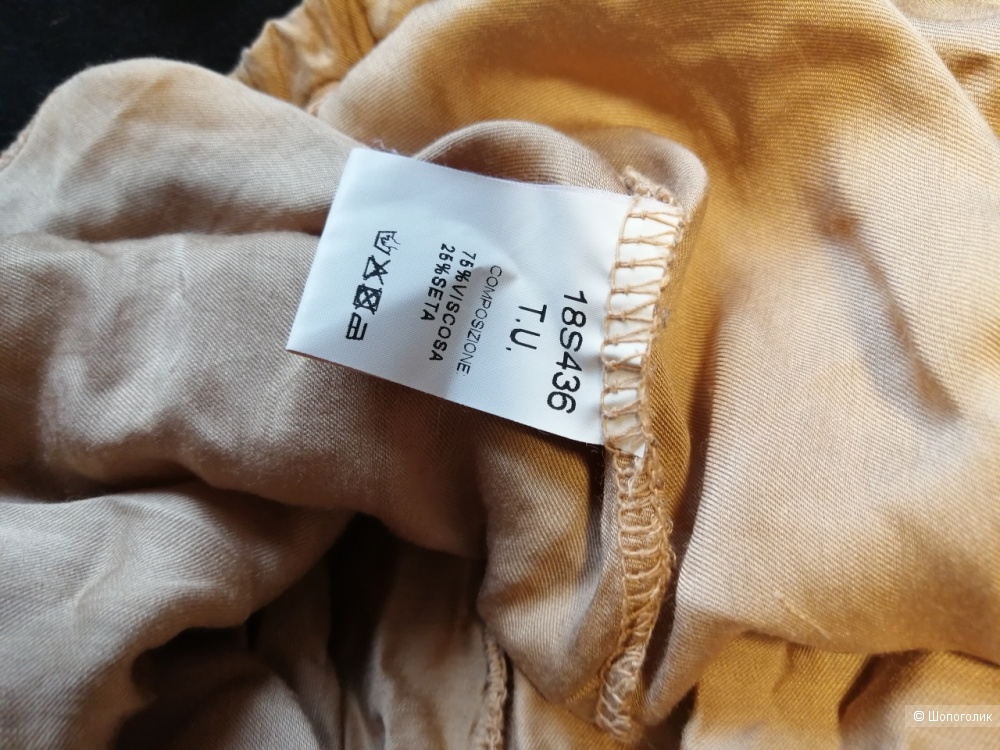 18S436
T.U.
COMPOSIZIONE
75%VISCOSA
25%SETA
© Шопоголик